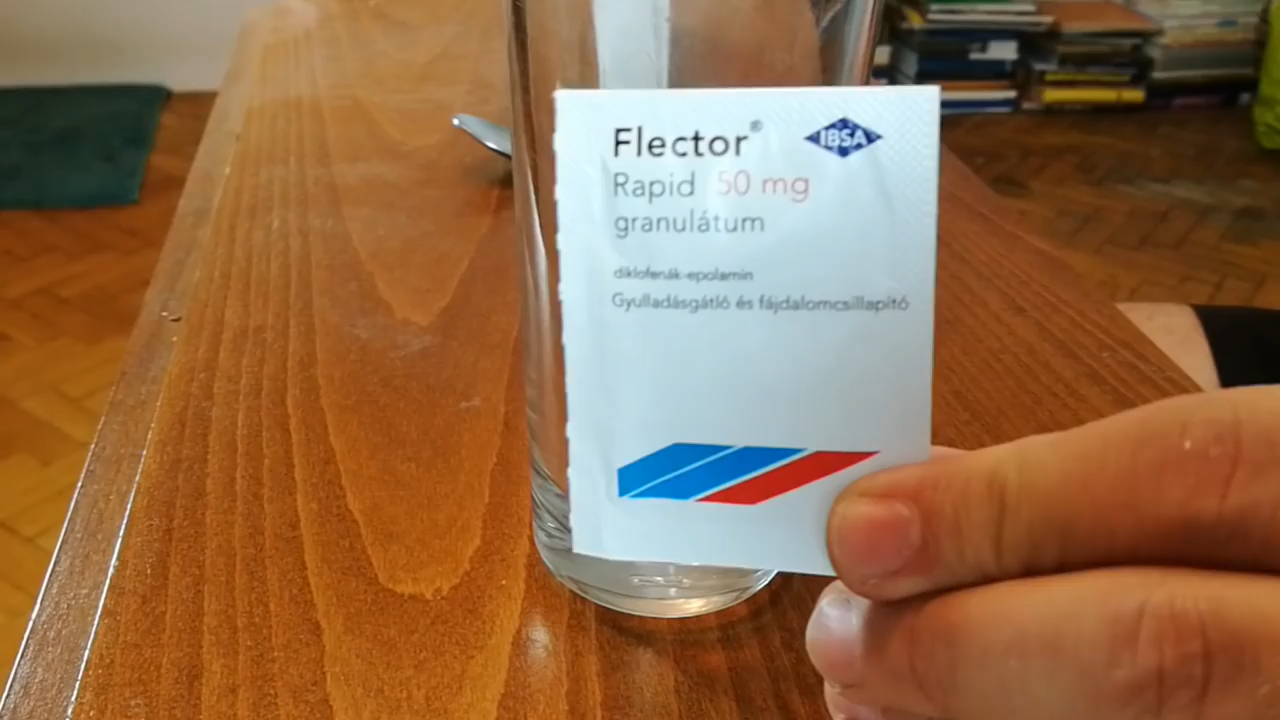 Flector®
IBSA
Rapid 50 mg
granulátum
diklofenák-epolamin
Gyulladásgátló és fájdalomcsillapító